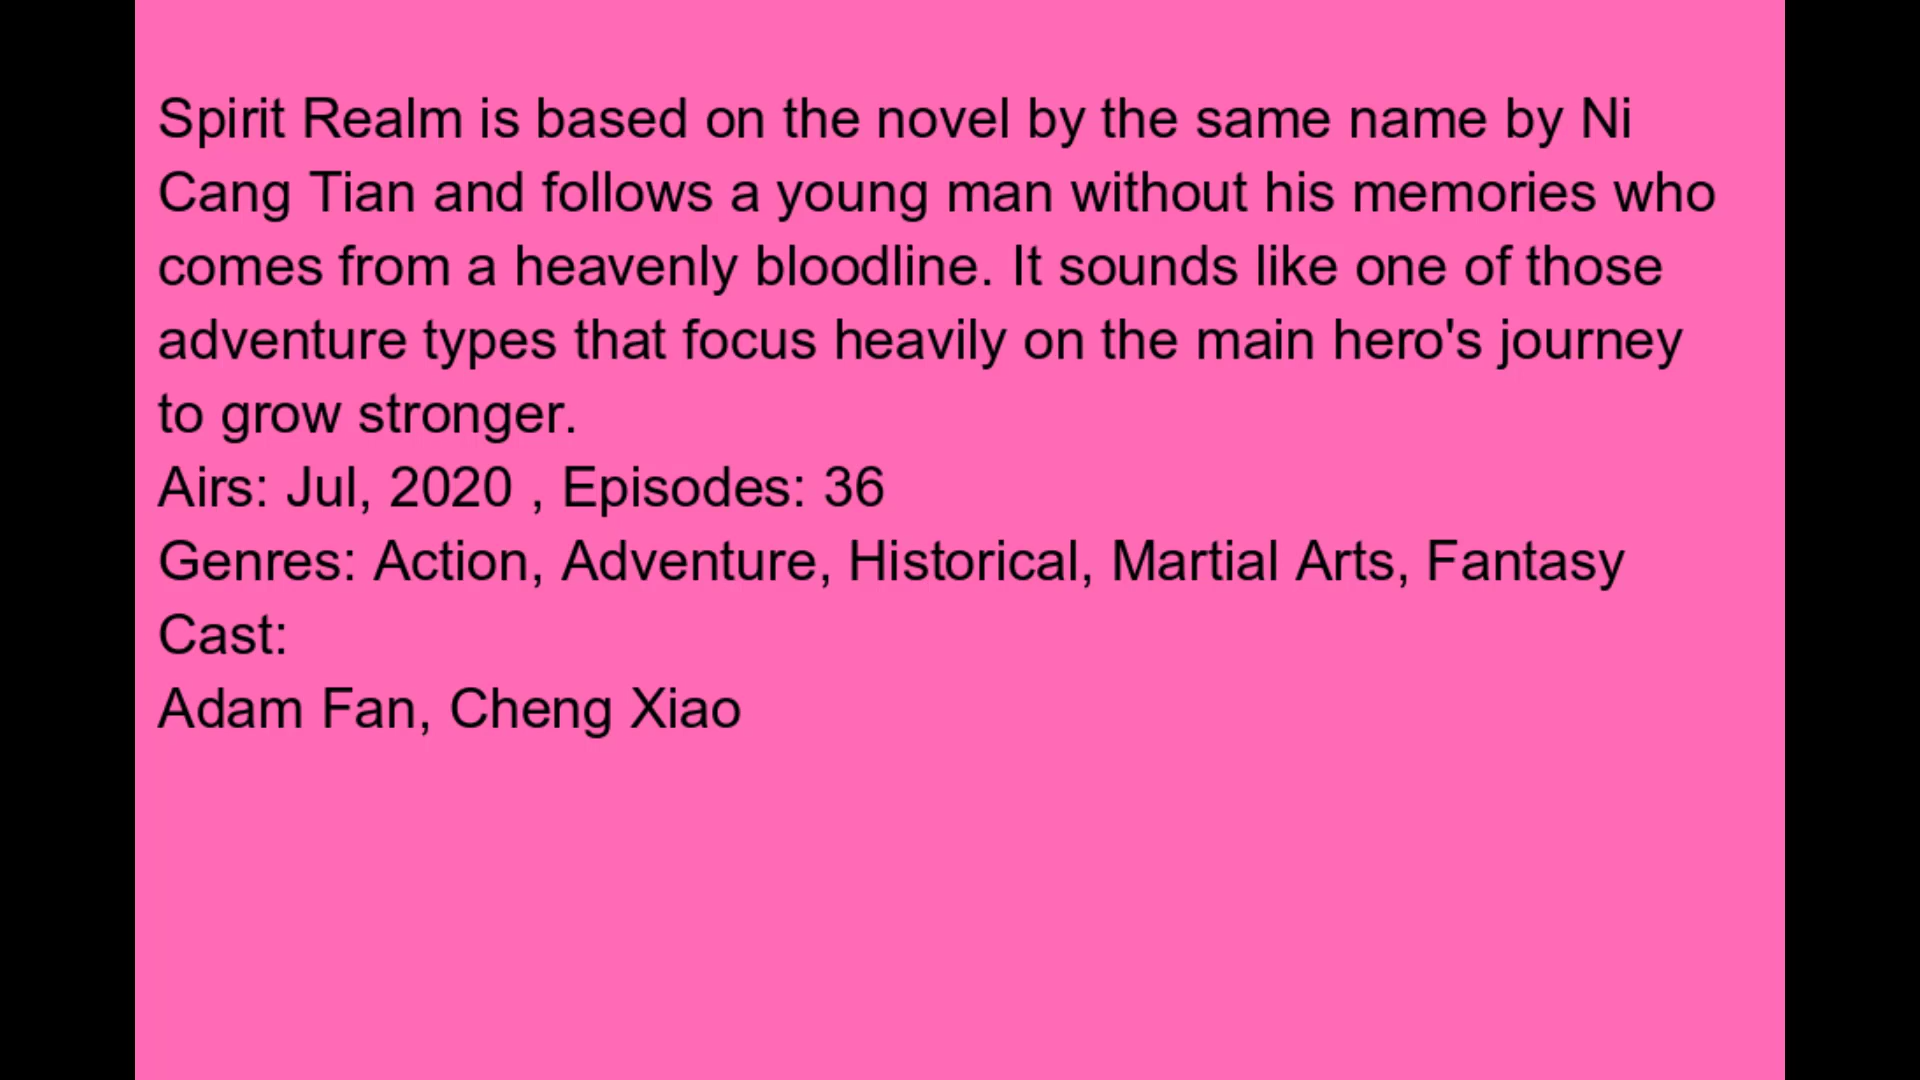 Spirit Realm is based on the novel by the same name by Ni
Cang Tian and follows a young man without his memories who
comes from a heavenly bloodline. It sounds like one of those
adventure types that focus heavily on the main hero's journey
to grow stronger.
Airs: Jul, 2020 , Episodes: 36
Genres: Action, Adventure, Historical, Martial Arts, Fantasy
Cast:
Adam Fan, Cheng Xiao